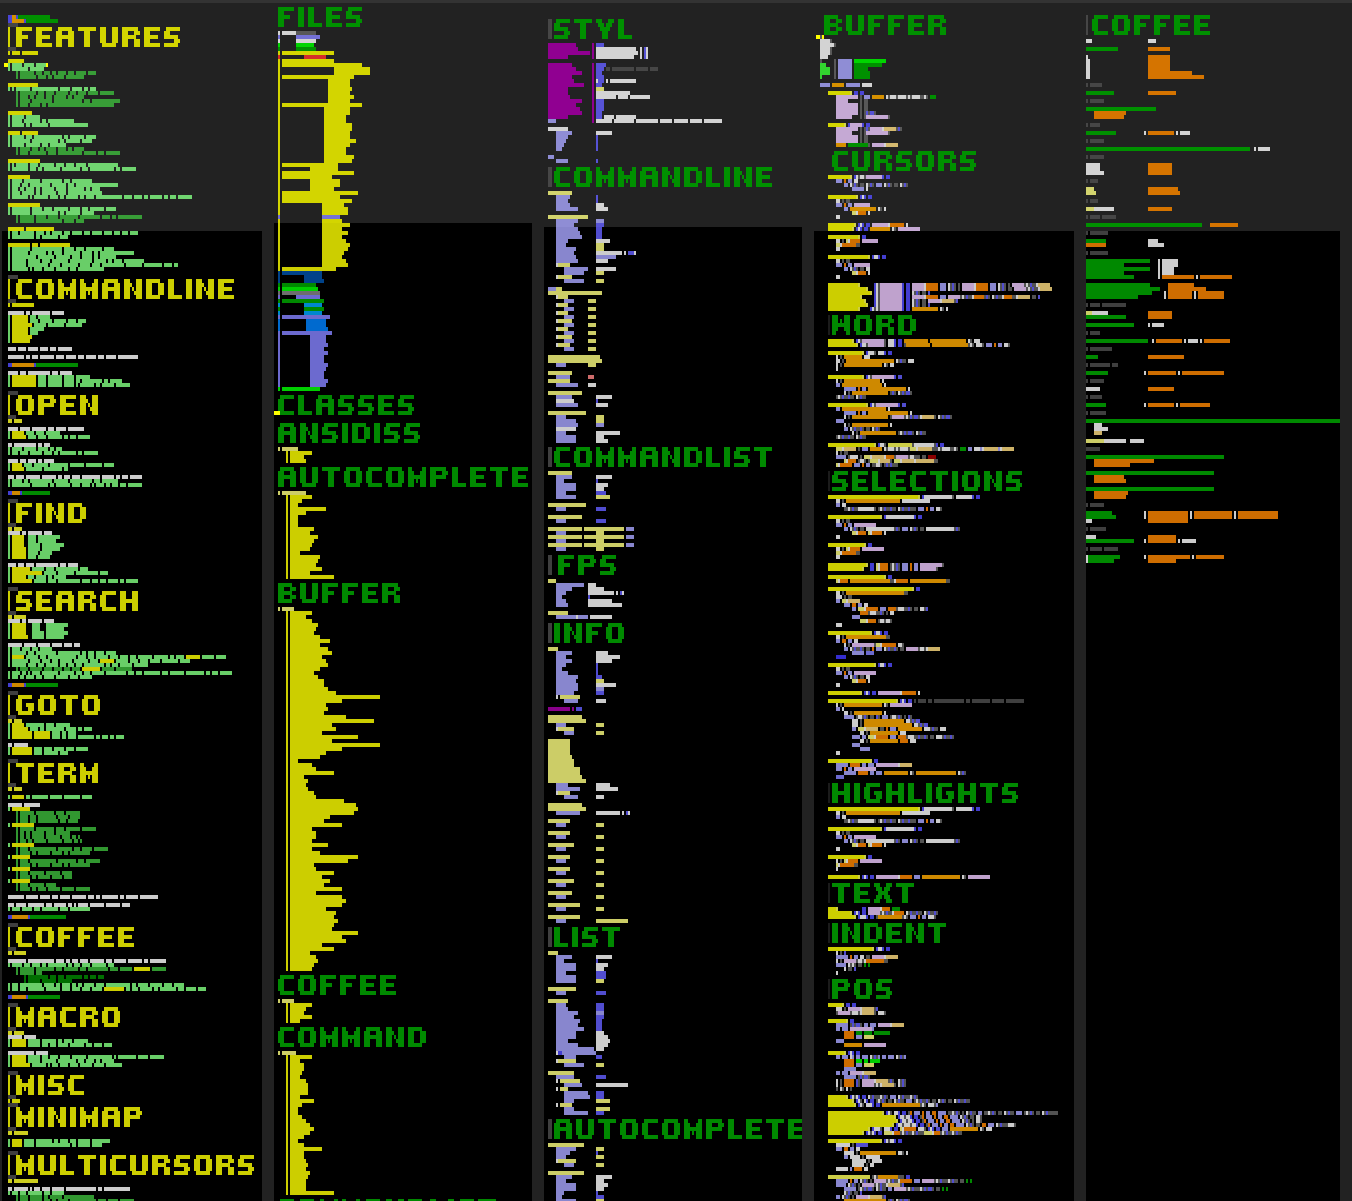 FEATURES
COMMANDLINE
OPEN
FIND
SEARCH
GOTO
TERM
COFFEE
MACRO
MISC
MINIMAP
MULTICURSORS
FILES
CLASSES
ANSIDISS
AUTOCOMPLETE
BUFFER
COFFEE
COMMAND
STYL
COMMANDLINE
COMMANDLIST
FPS
INFO
LIST
AUTOCOMPLETE
BUFFER
CURSORS
WORD
SELECTIONS
HIGHLIGHTS
TEXT
INDENT
POS
COFFEE